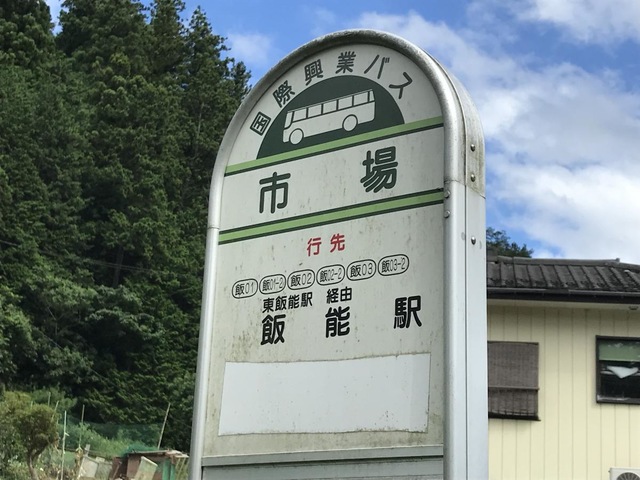 国際興業バス
市場
行先
飯01 飯01-2 飯02 飯02-2 飯03 飯03-2
東飯能駅 経由
飯能駅